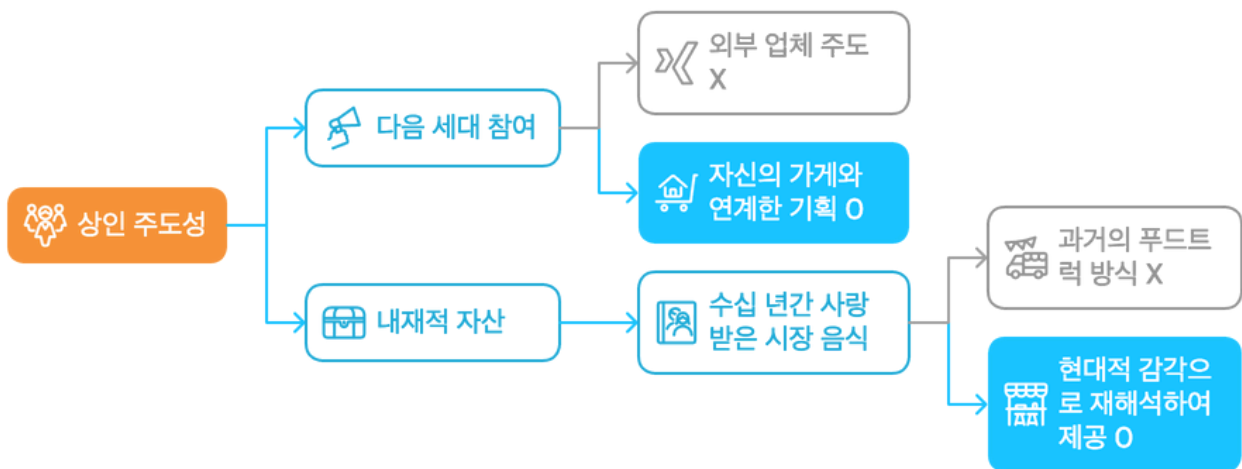 외부 업체 주도
X
다음 세대 참여
자신의 가게와
연계한 기획 O
상인 주도성
과거의 푸드트
럭 방식 X
내재적 자산
수십 년간 사랑
받은 시장 음식
현대적 감각으
로 재해석하여
제공 O